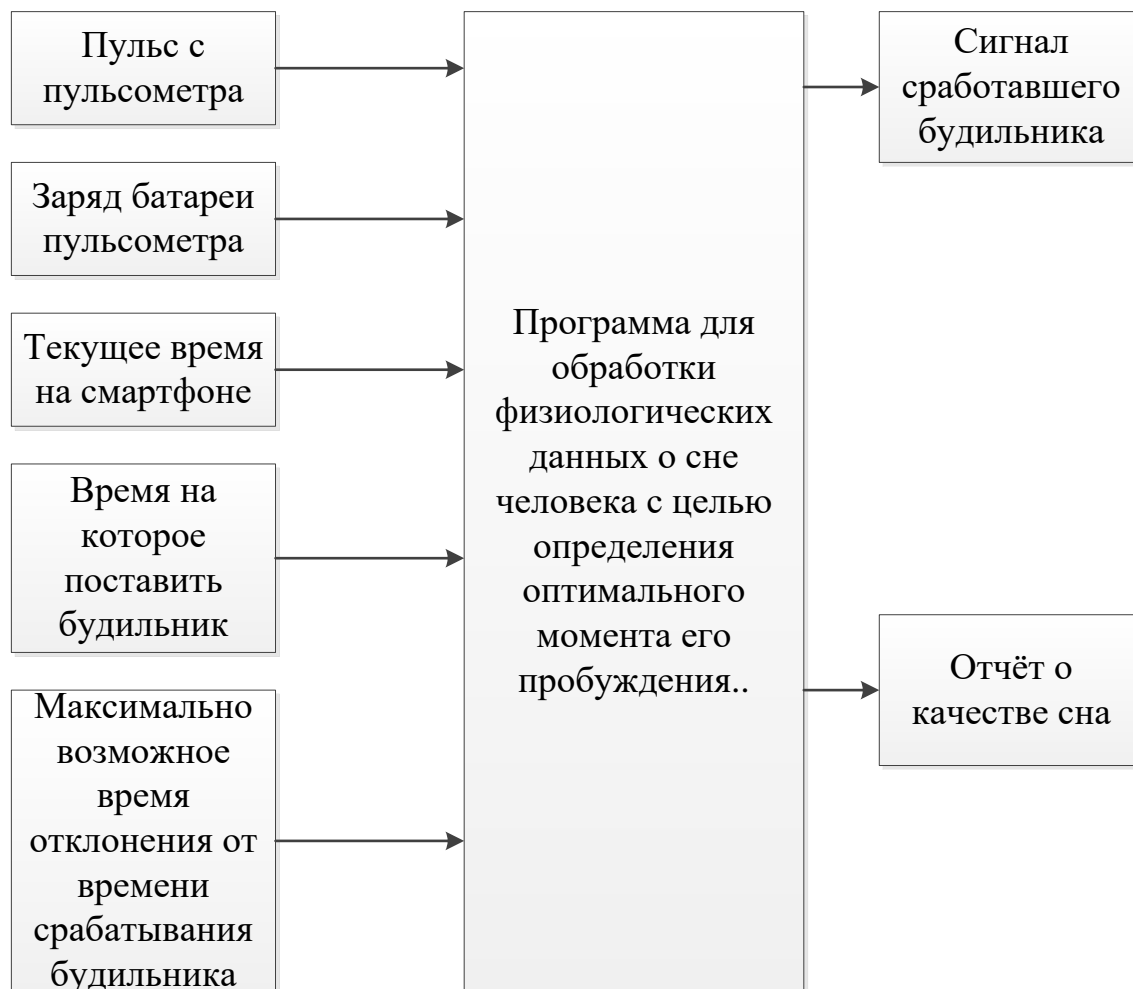 Пульс с
пульсометра
Заряд батареи
пульсометра
Текущее время
на смартфоне
Время на
которое
поставить
будильник
Максимально
возможное
время
отклонения от
времени
срабатывания
будильника
Программа для
обработки
физиологических
данных о сне
человека с целью
определения
оптимального
момента его
пробуждения..
Сигнал
сработавшего
будильника
Отчёт о
качестве сна